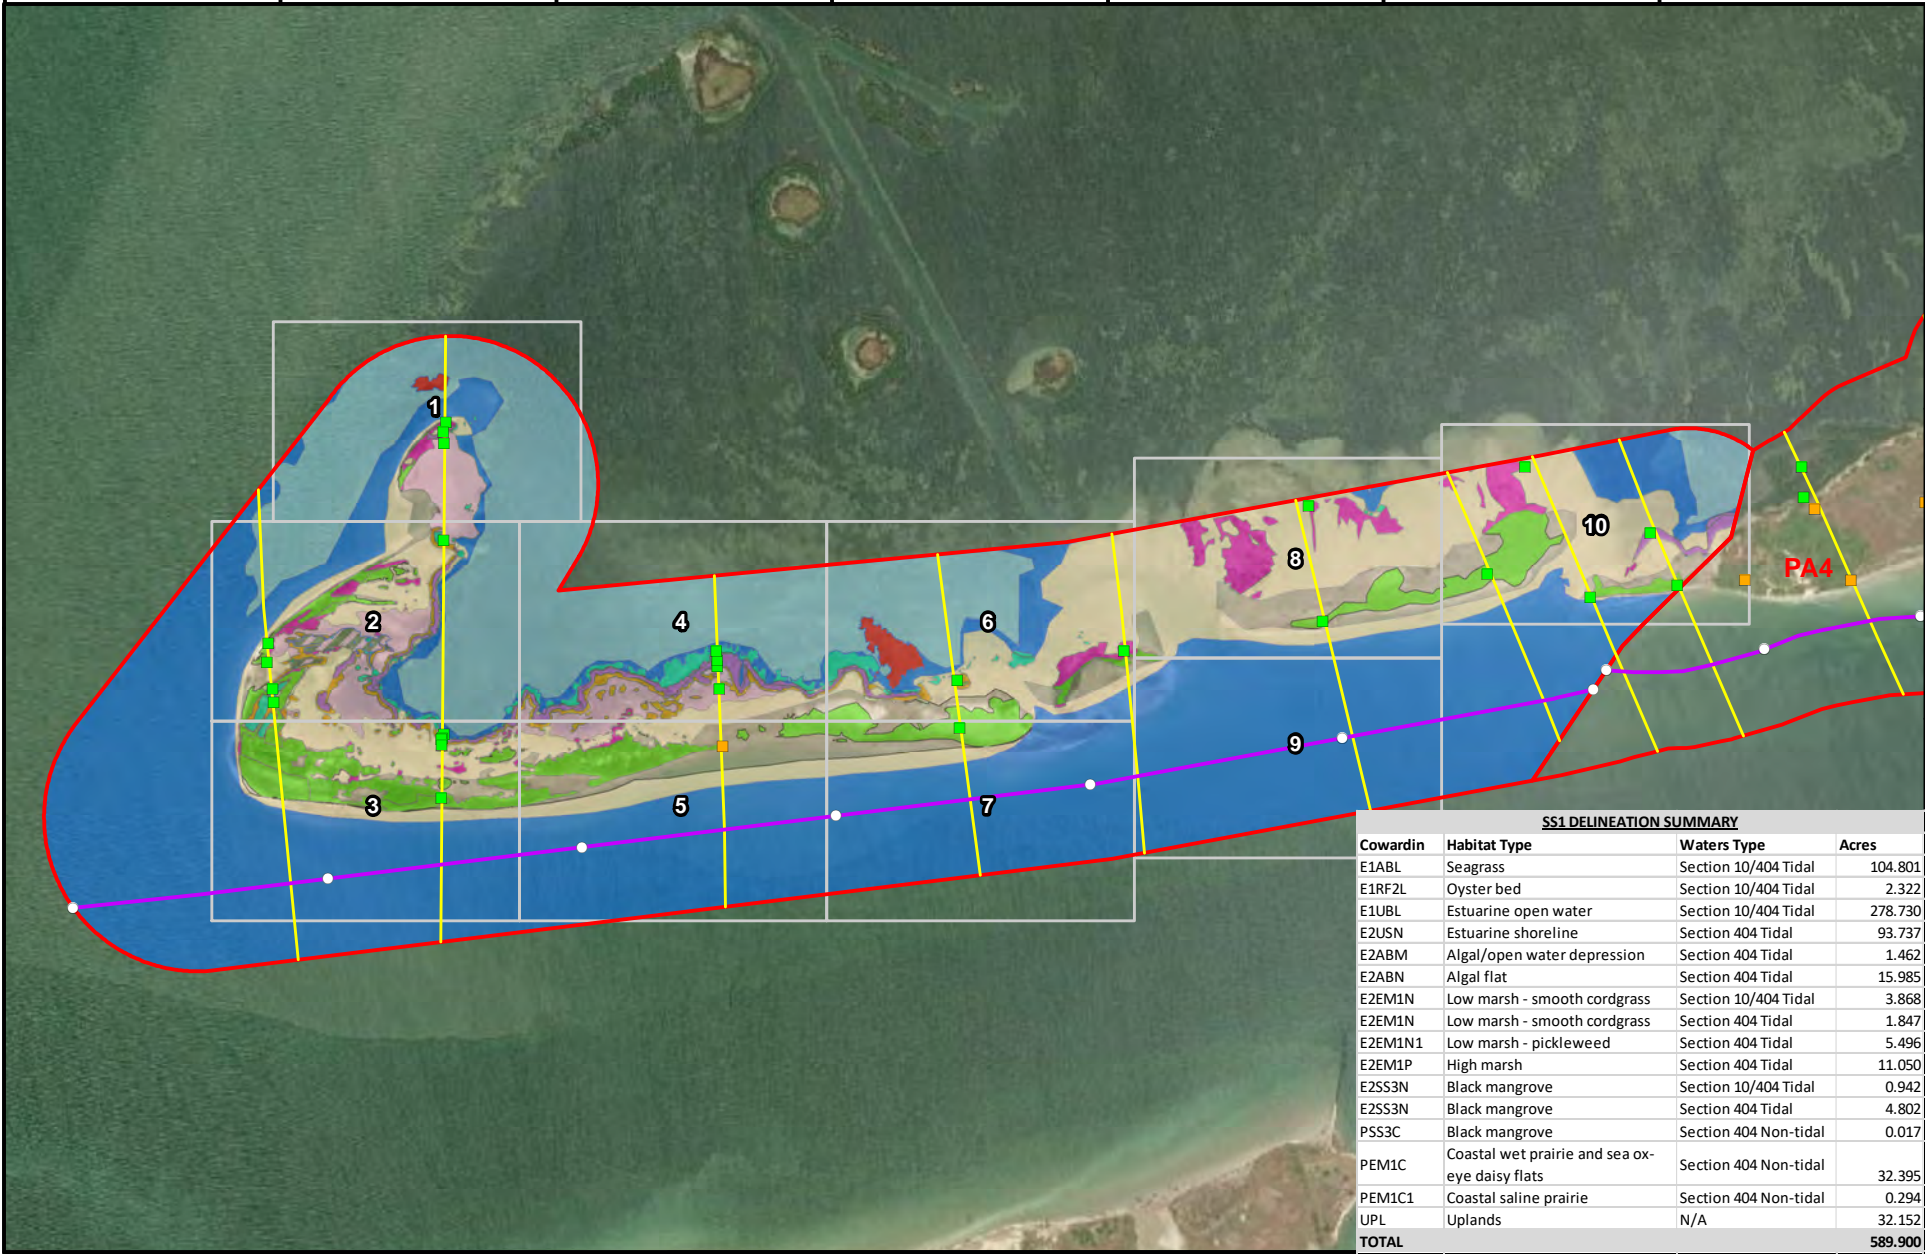 1
2
3
4
5
6
7
8
9
10
PA4
SS1 DELINEATION SUMMARY
Cowardin Habitat Type Waters Type Acres
E1ABL Seagrass Section 10/404 Tidal 104.801
E1RF2L Oyster bed Section 10/404 Tidal 2.322
E1UBL Estuarine open water Section 10/404 Tidal 278.730
E2USN Estuarine shoreline Section 404 Tidal 93.737
E2ABM Algal/open water depression Section 404 Tidal 1.462
E2ABN Algal flat Section 404 Tidal 15.985
E2EM1N Low marsh - smooth cordgrass Section 10/404 Tidal 3.868
E2EM1N Low marsh - smooth cordgrass Section 404 Tidal 1.847
E2EM1N1 Low marsh - pickleweed Section 404 Tidal 5.496
E2EM1P High marsh Section 404 Tidal 11.050
E2SS3N Black mangrove Section 10/404 Tidal 0.942
E2SS3N Black mangrove Section 404 Tidal 4.802
PSS3C Black mangrove Section 404 Non-tidal 0.017
PEM1C Coastal wet prairie and sea ox-
eye daisy flats Section 404 Non-tidal 32.395
PEM1C1 Coastal saline prairie Section 404 Non-tidal 0.294
UPL Uplands N/A 32.152
TOTAL 589.900